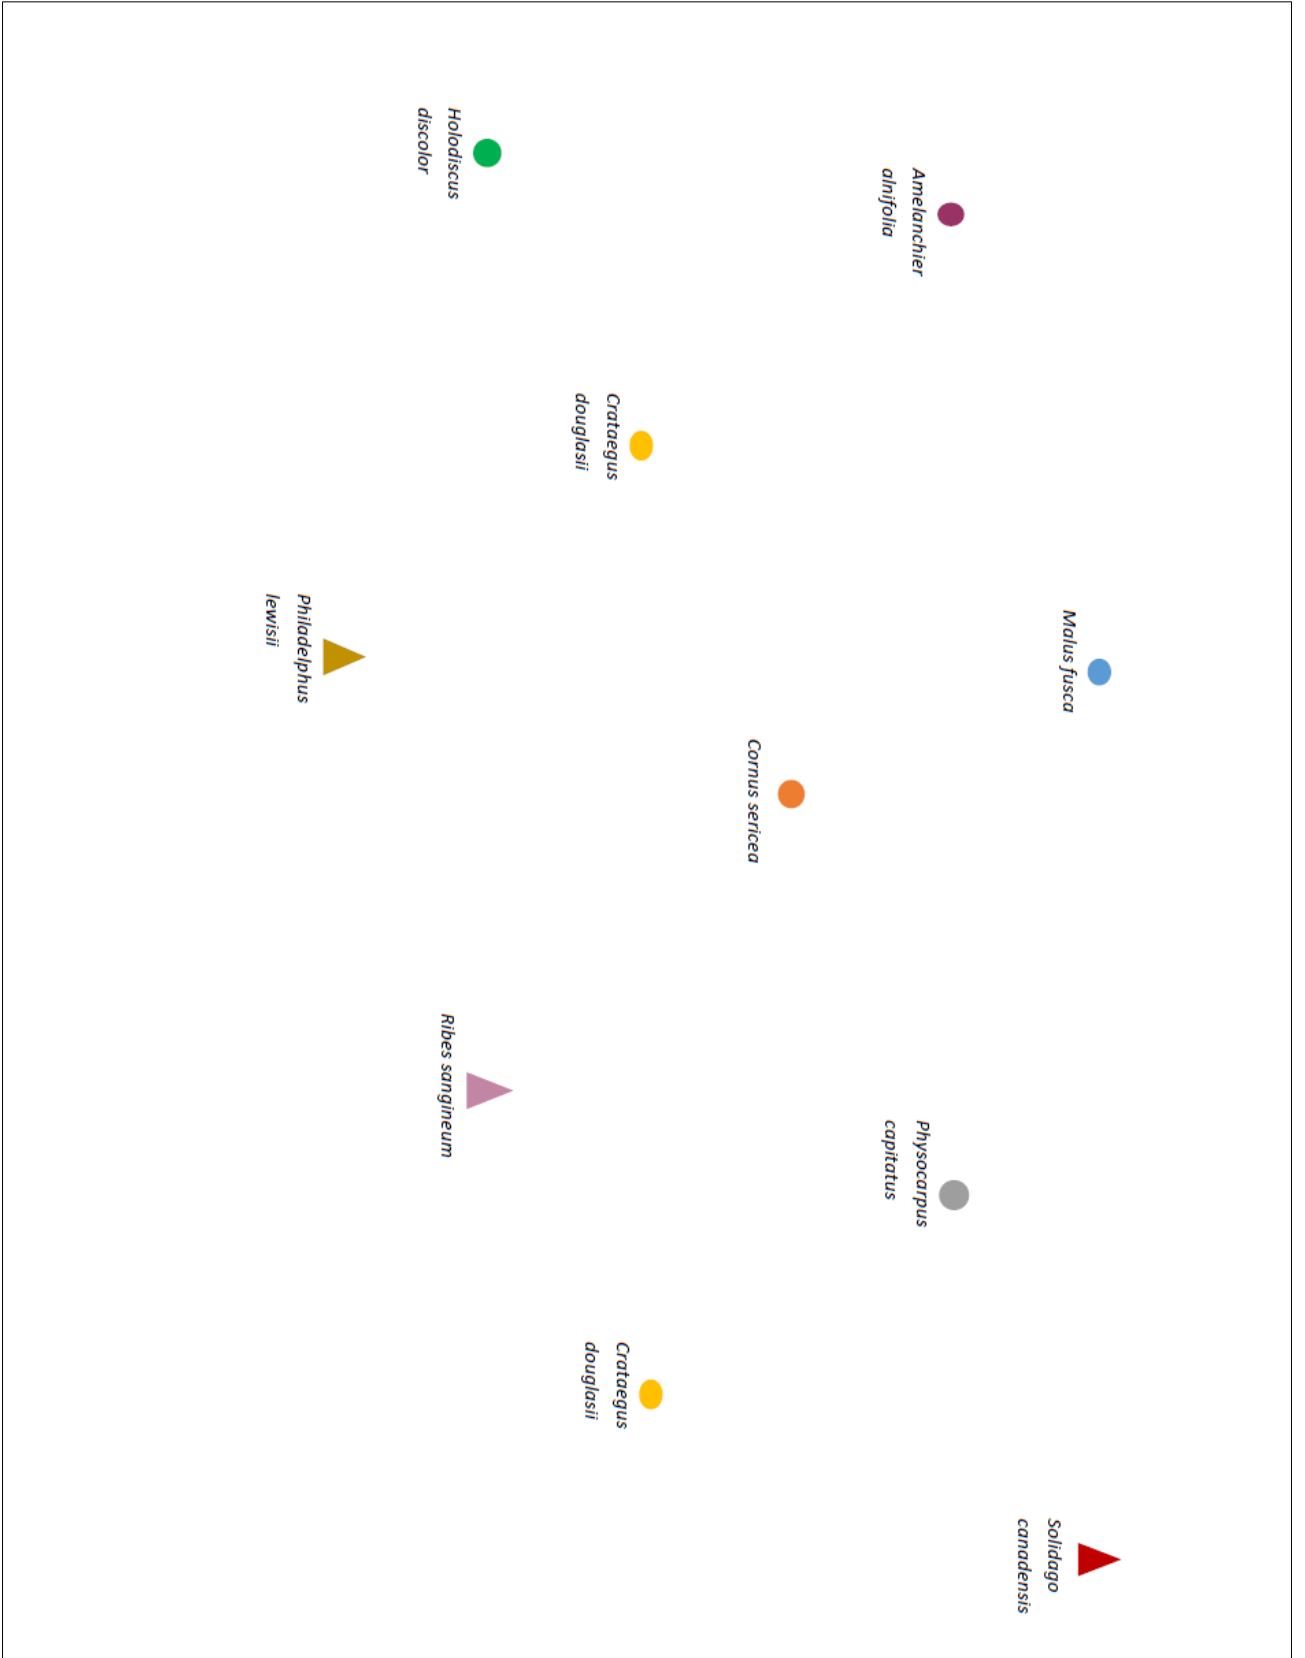 Malus fusca
Solidago
canadensis
Amelanchier
alnifolia
Physocarpus
capitatus
Cornus sericea
Crataegus
douglasii
Crataegus
douglasii
Holodiscus
discolor
Ribes sangineum
Philadelphus
lewisii